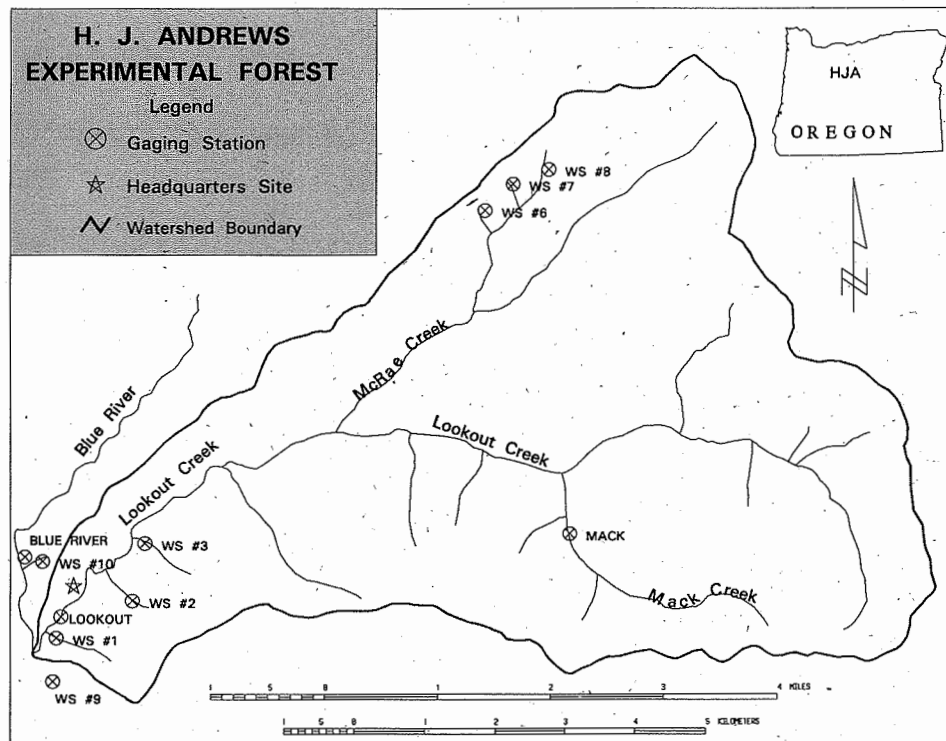 H. J. ANDREWS
EXPERIMENTAL FOREST
Legend
Gaging Station
Headquarters Site
Watershed Boundary
HJA
OREGON
N
WS #8
WS #7
WS #6
McRae Creek
Blue River
Lookout Creek
Lookout Creek
BLUE RIVER
WS #3
WS #10
MACK
WS #2
Mack Creek
LOOKOUT
WS #1
WS #9
1 .5 0 1 2 3 4 MILES
1 .5 0 1 2 3 4 5 KILOMETERS